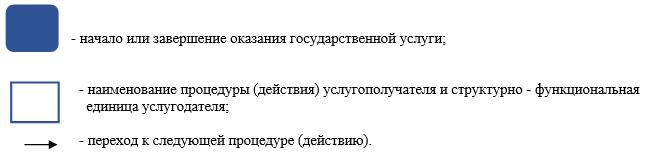 - начало или завершение оказания государственной услуги;
- наименование процедуры (действия) услугополучателя и структурно - функциональная
единица услугодателя;
- переход к следующей процедуре (действию).